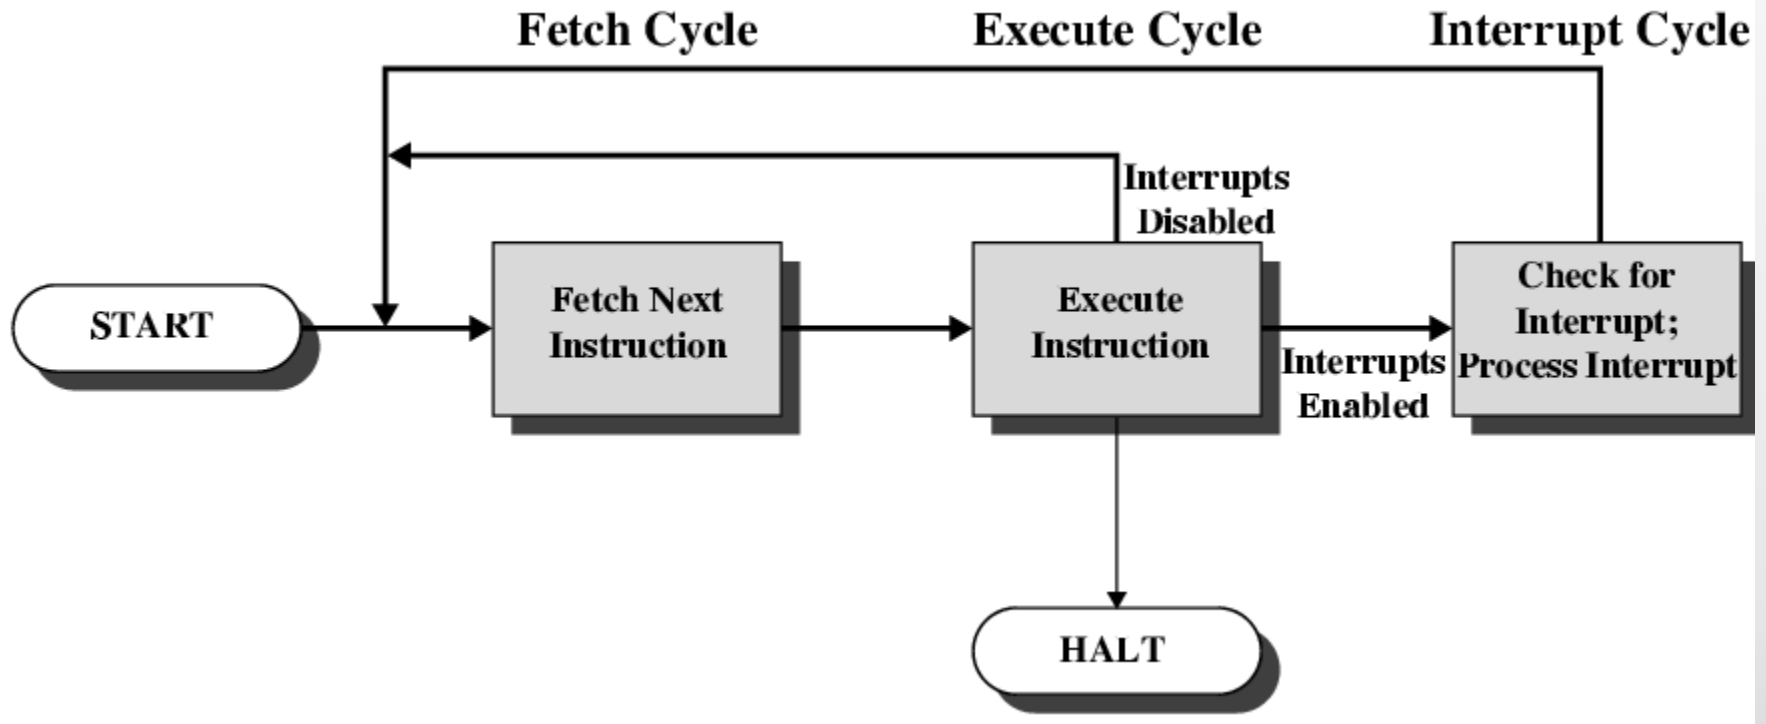 Fetch Cycle
Execute Cycle
Interrupt Cycle
Interrupts
Disabled
START
Fetch Next
Instruction
Execute
Instruction
Interrupts
Enabled
Check for
Interrupt;
Process Interrupt
HALT